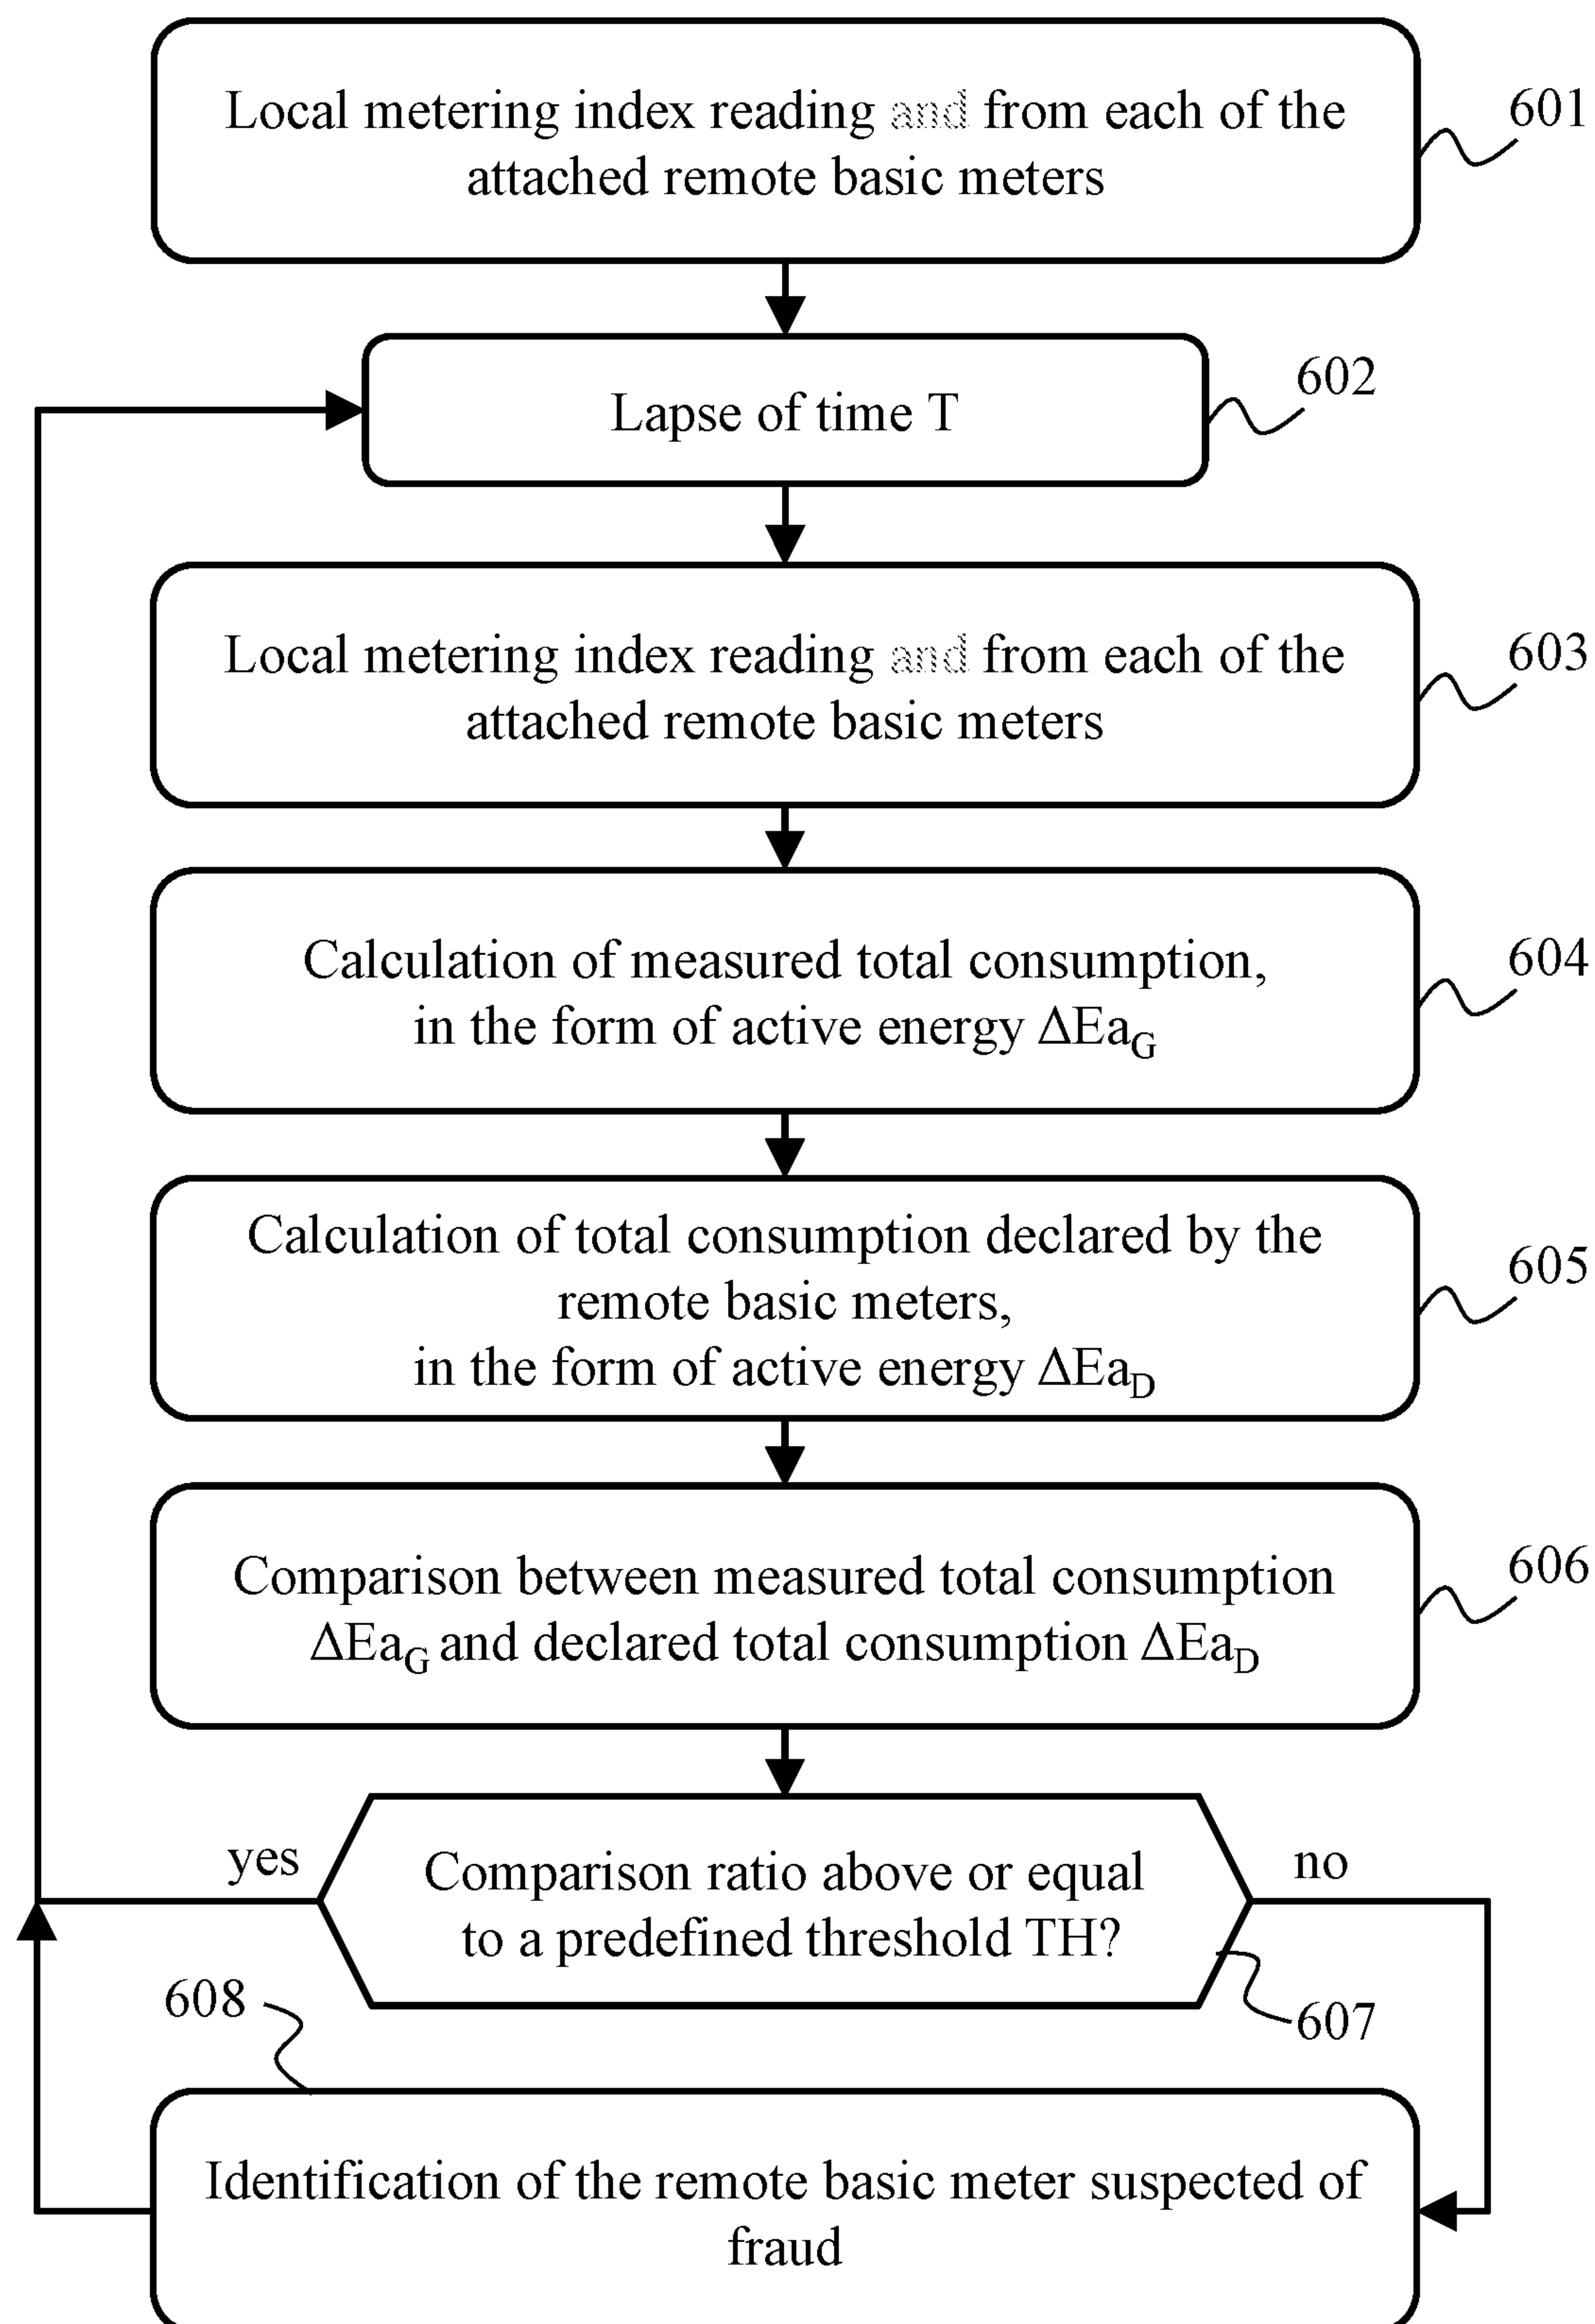 Local metering index reading and from each of the
attached remote basic meters
601
Lapse of time T
602
Local metering index reading and from each of the
attached remote basic meters
603
Calculation of measured total consumption,
in the form of active energy ΔEa_G
604
Calculation of total consumption declared by the
remote basic meters,
in the form of active energy ΔEa_D
605
Comparison between measured total consumption
ΔEa_G and declared total consumption ΔEa_D
606
yes
Comparison ratio above or equal
to a predefined threshold TH?
no
607
608
Identification of the remote basic meter suspected of
fraud